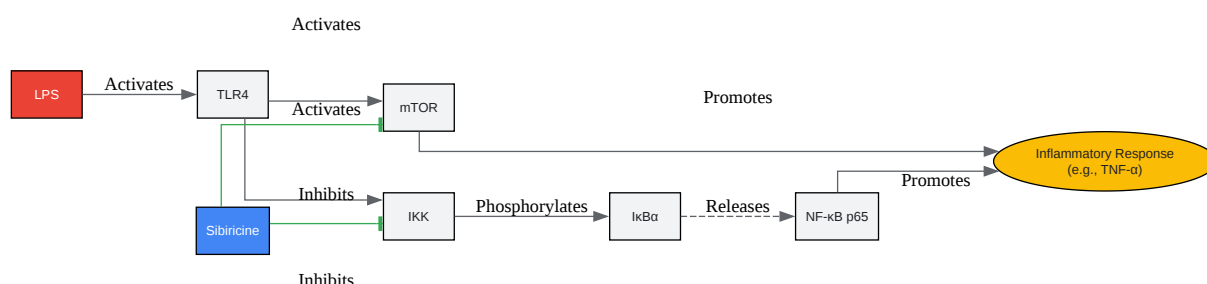 Activates
LPS
Activates
TLR4
Activates
mTOR
Promotes
Inflammatory Response
(e.g., TNF-α)
Inhibits
Promotes
Sibiricine
IKK
Phosphorylates
IκBα
Releases
NF-κB p65
Inhibits